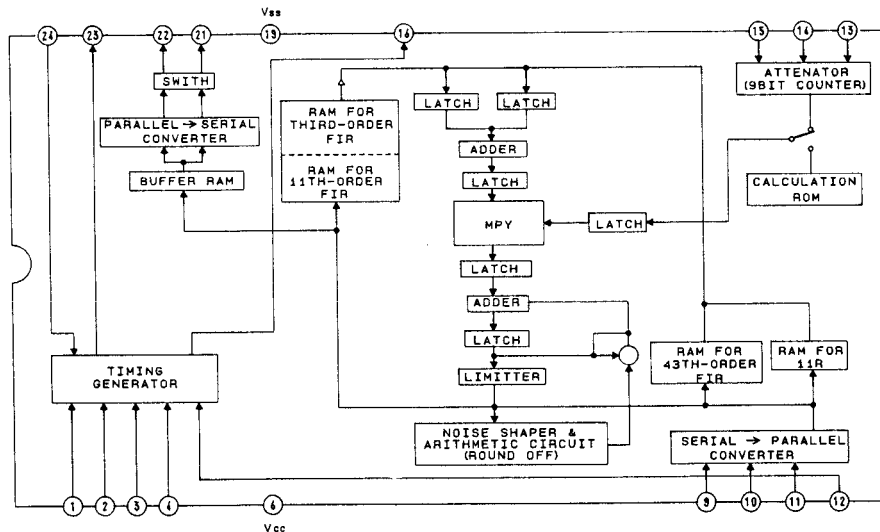 Vss
24 23 22 21 19 16 15 14 13
SWITH
PARALLEL → SERIAL
CONVERTER
BUFFER RAM
RAM FOR
THIRD-ORDER
FIR
RAM FOR
11TH-ORDER
FIR
LATCH
LATCH
ADDER
LATCH
MPY
LATCH
LATCH
ADDER
LATCH
LIMITTER
NOISE SHAPER &
ARITHMETIC CIRCUIT
(ROUND OFF)
ATTENATOR
(9BIT COUNTER)
CALCULATION
ROM
TIMING
GENERATOR
RAM FOR
43TH-ORDER
FIR
RAM FOR
11R
SERIAL → PARALLEL
CONVERTER
1 2 3 4 6 9 10 11 12
Vcc